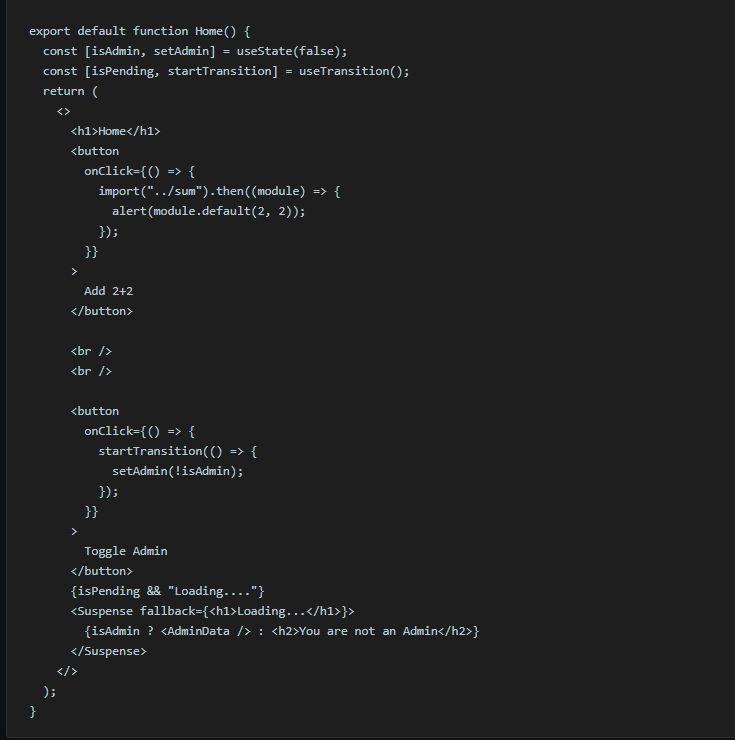 export default function Home() {
  const [isAdmin, setAdmin] = useState(false);
  const [isPending, startTransition] = useTransition();
  return (
    <>
      <h1>Home</h1>
      <button
        onClick={() => {
          import("../sum").then((module) => {
            alert(module.default(2, 2));
          });
        }}
      >
        Add 2+2
      </button>

      <br />
      <br />

      <button
        onClick={() => {
          startTransition(() => {
            setAdmin(!isAdmin);
          });
        }}
      >
        Toggle Admin
      </button>
      {isPending && "Loading...."}
      <Suspense fallback={<h1>Loading...</h1>}>
        {isAdmin ? <AdminData /> : <h2>You are not an Admin</h2>}
      </Suspense>
    </>
  );
}